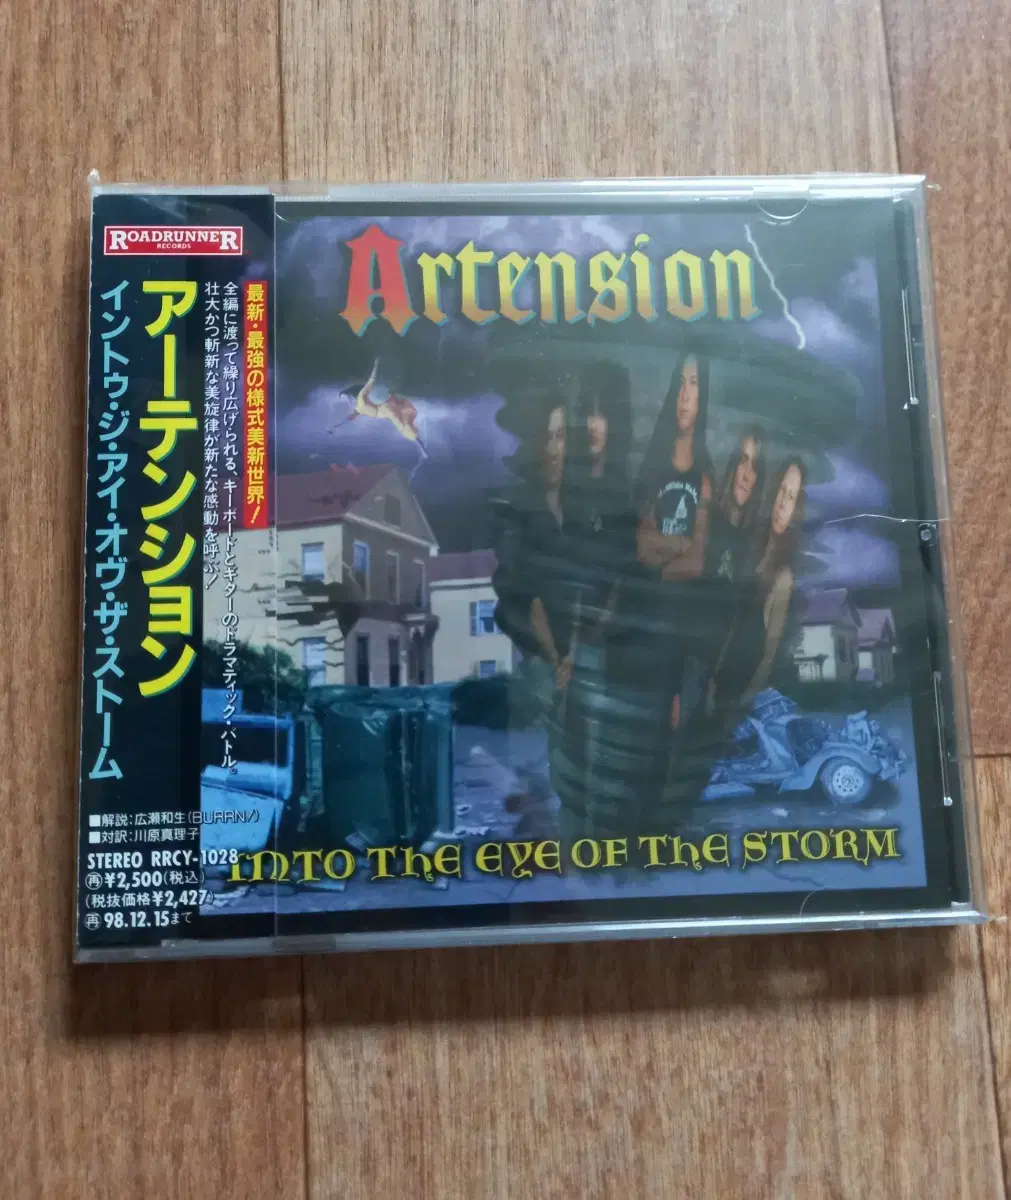 ROADRUNNER
RECORDS
最新・最強の様式美新世界!
全編に渡って繰り広げられる、キーボードとギターのドラマティック・バトル。
壮大かつ斬新な美旋律が新たな感動を呼ぶ!
アーテンション
イントゥ・ジ・アイ・オヴ・ザ・ストーム
■解説:広瀬和生(BURRN!)
■対訳:川原真理子
STEREO RRCY-1028
再¥2,500(税込)
(税抜価格¥2,427)
再98.12.15まで
Artension
INTO THE EYE OF THE STORM